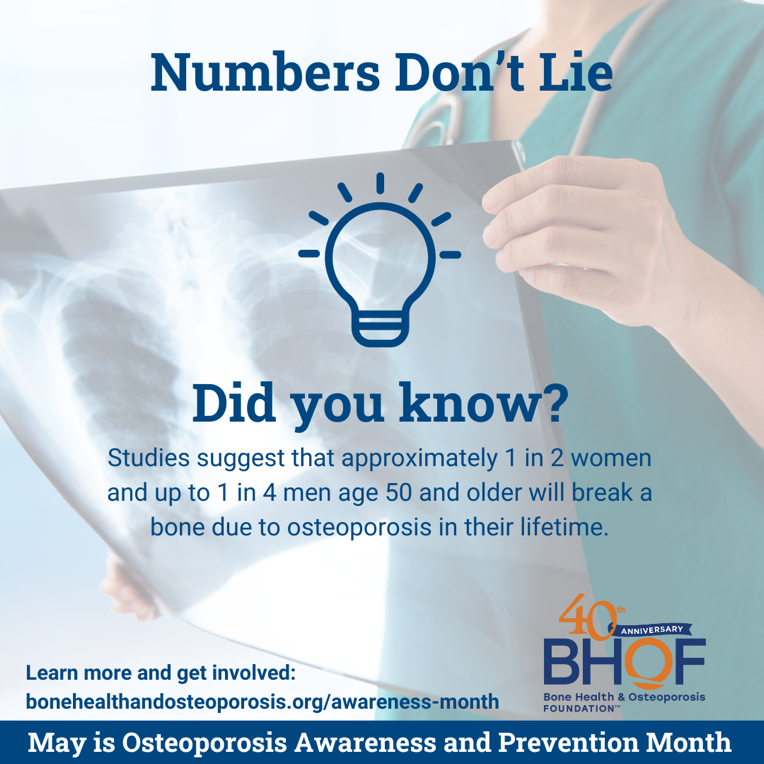 Numbers Don't Lie
Did you know?
Studies suggest that approximately 1 in 2 women
and up to 1 in 4 men age 50 and older will break a
bone due to osteoporosis in their lifetime.
40th
ANNIVERSARY
BHOF
Bone Health & Osteoporosis
FOUNDATION™
Learn more and get involved:
bonehealthandosteoporosis.org/awareness-month
May is Osteoporosis Awareness and Prevention Month